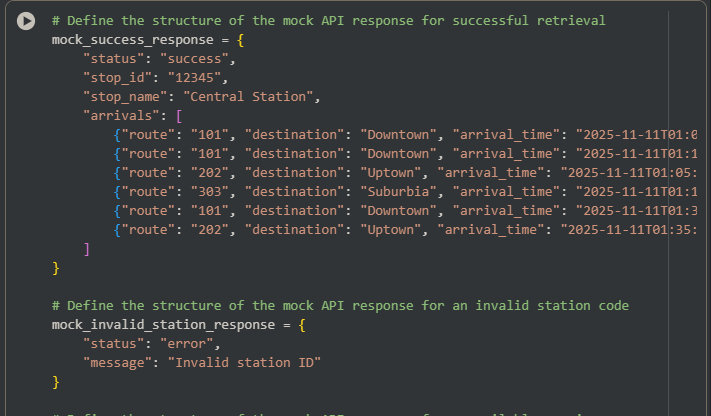 # Define the structure of the mock API response for successful retrieval
mock_success_response = {
    "status": "success",
    "stop_id": "12345",
    "stop_name": "Central Station",
    "arrivals": [
        {"route": "101", "destination": "Downtown", "arrival_time": "2025-11-11T01:0
        {"route": "101", "destination": "Downtown", "arrival_time": "2025-11-11T01:1
        {"route": "202", "destination": "Uptown", "arrival_time": "2025-11-11T01:05:
        {"route": "303", "destination": "Suburbia", "arrival_time": "2025-11-11T01:1
        {"route": "101", "destination": "Downtown", "arrival_time": "2025-11-11T01:3
        {"route": "202", "destination": "Uptown", "arrival_time": "2025-11-11T01:35:
    ]
}
# Define the structure of the mock API response for an invalid station code
mock_invalid_station_response = {
    "status": "error",
    "message": "Invalid station ID"
}